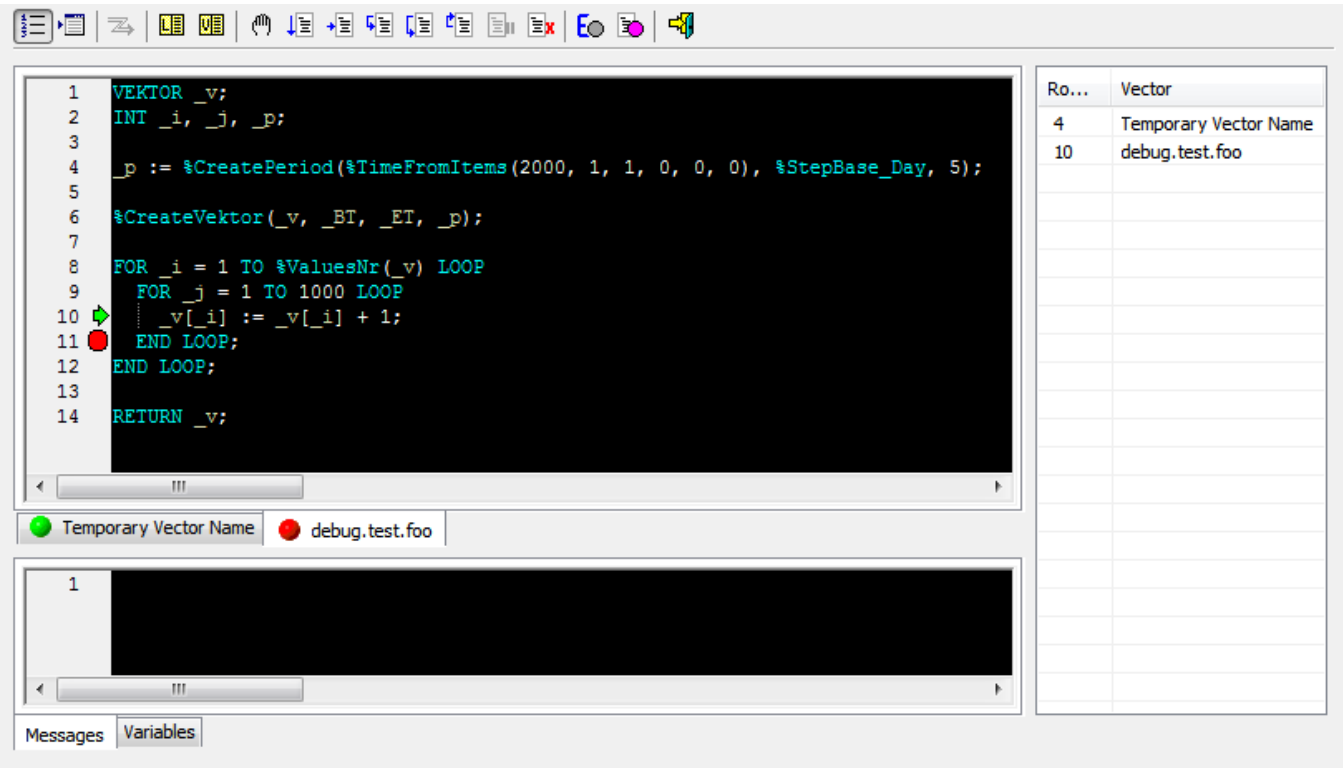 1 VEKTOR _v;
2 INT _i, _j, _p;
3
4 _p := %CreatePeriod(%TimeFromItems(2000, 1, 1, 0, 0, 0), %StepBase_Day, 5);
5
6 %CreateVektor(_v, _BT, _ET, _p);
7
8 FOR _i = 1 TO %ValuesNr(_v) LOOP
9 FOR _j = 1 TO 1000 LOOP
10 _v[_i] := _v[_i] + 1;
11 END LOOP;
12 END LOOP;
13
14 RETURN _v;
Temporary Vector Name debug.test.foo
1
Messages Variables
Ro... Vector
4 Temporary Vector Name
10 debug.test.foo